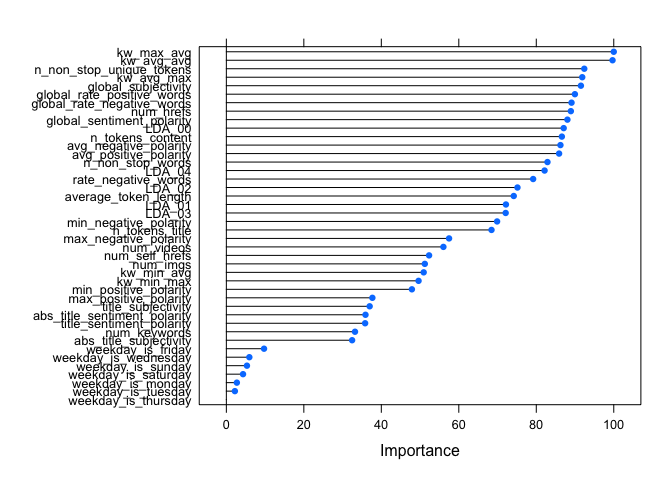 kw_max_avg
kw_avg_avg
n_non_stop_unique_tokens
kw_avg_max
global_subjectivity
global_rate_positive_words
global_rate_negative_words
num_hrefs
global_sentiment_polarity
LDA_00
n_tokens_content
avg_negative_polarity
avg_positive_polarity
n_non_stop_words
LDA_04
rate_negative_words
LDA_02
average_token_length
LDA_01
LDA_03
min_negative_polarity
n_tokens_title
max_negative_polarity
num_videos
num_self_hrefs
num_imgs
kw_min_avg
kw_min_max
min_positive_polarity
max_positive_polarity
title_subjectivity
abs_title_sentiment_polarity
title_sentiment_polarity
num_keywords
abs_title_subjectivity
weekday_is_friday
weekday_is_wednesday
weekday_is_sunday
weekday_is_saturday
weekday_is_monday
weekday_is_tuesday
weekday_is_thursday
0 20 40 60 80 100
Importance